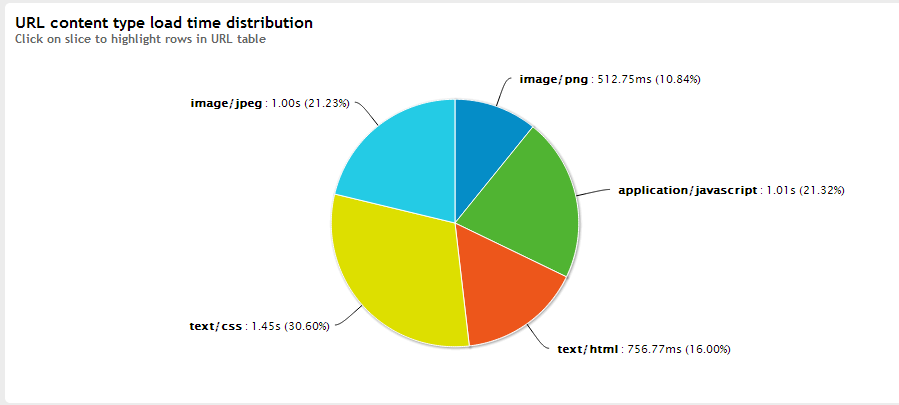 URL content type load time distribution
Click on slice to highlight rows in URL table
image/png : 512.75ms (10.84%)
image/jpeg : 1.00s (21.23%)
application/javascript : 1.01s (21.32%)
text/css : 1.45s (30.60%)
text/html : 756.77ms (16.00%)